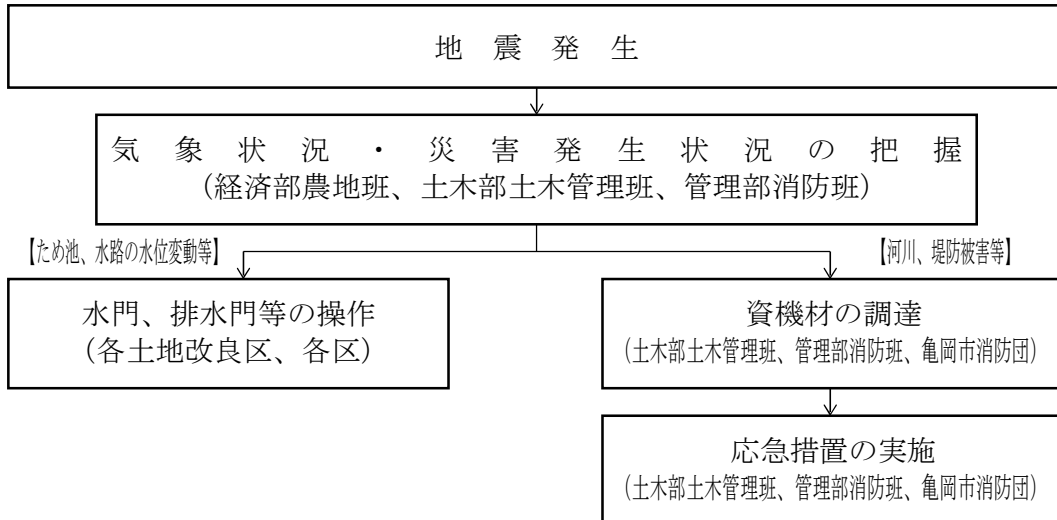 地震発生
気象状況・災害発生状況の把握
（経済部農地班、土木部土木管理班、管理部消防班）
【ため池、水路の水位変動等】
【河川、堤防被害等】
水門、排水門等の操作
（各土地改良区、各区）
資機材の調達
（土木部土木管理班、管理部消防班、亀岡市消防団）
応急措置の実施
（土木部土木管理班、管理部消防班、亀岡市消防団）